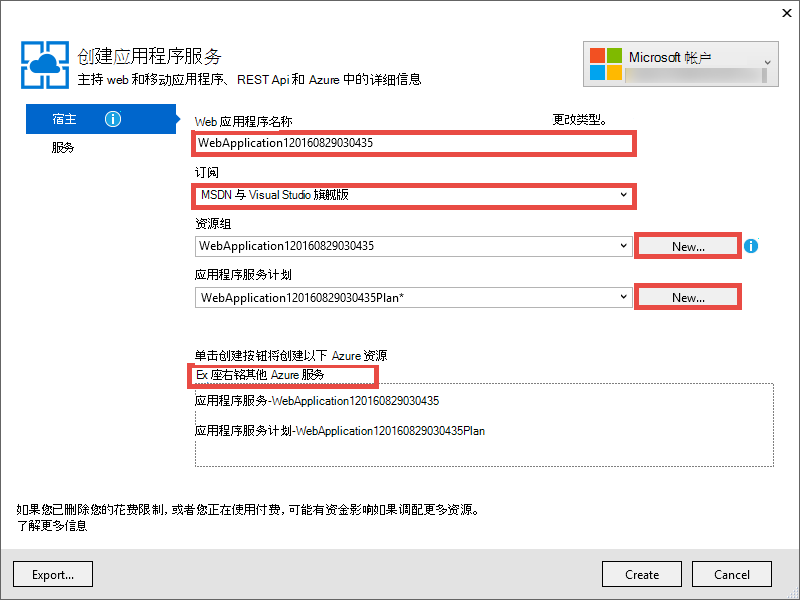 创建应用程序服务
主持 web 和移动应用程序、REST Api 和 Azure 中的详细信息
Microsoft 帐户
宿主
服务
Web 应用程序名称
更改类型。
WebApplication120160829030435
订阅
MSDN 与 Visual Studio 旗舰版
资源组
WebApplication120160829030435
New...
应用程序服务计划
WebApplication120160829030435Plan*
New...
单击创建按钮将创建以下 Azure 资源
Ex 座右铭其他 Azure 服务
应用程序服务-WebApplication120160829030435
应用程序服务计划-WebApplication120160829030435Plan
如果您已删除您的花费限制, 或者您正在使用付费, 可能有资金影响如果调配更多资源。
了解更多信息
Export...
Create
Cancel